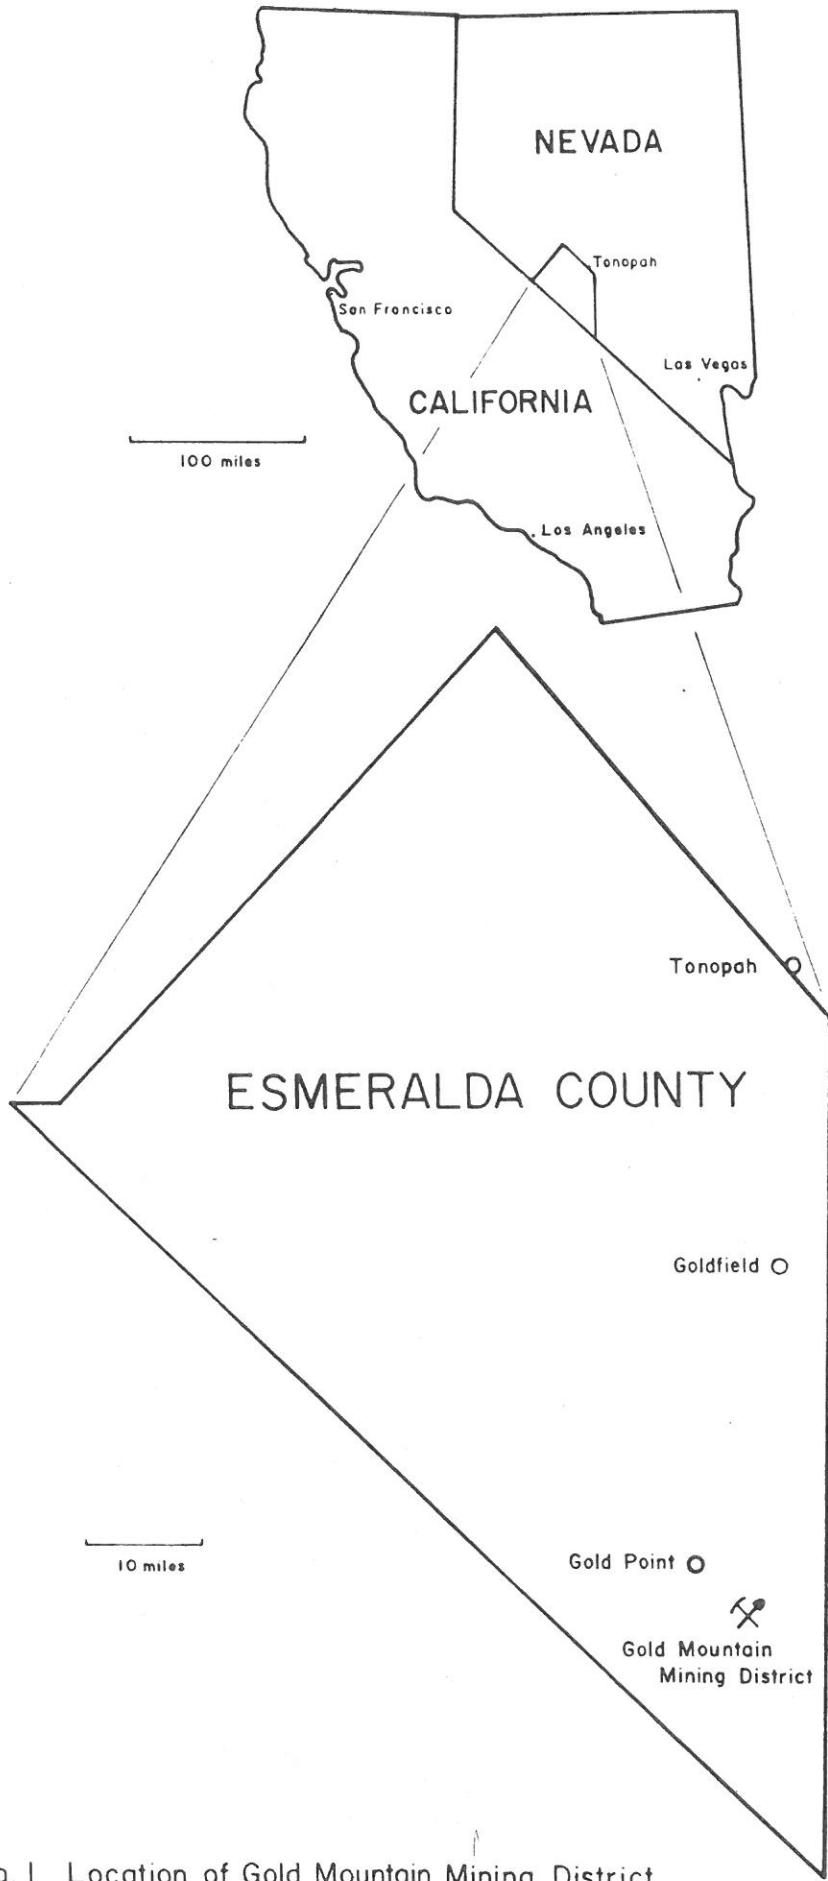 NEVADA
Tonopah
San Francisco
Las Vegas
CALIFORNIA
100 miles
Los Angeles
Tonopah
ESMERALDA COUNTY
Goldfield
10 miles
Gold Point
Gold Mountain
Mining District
1 Location of Gold Mountain Mining District